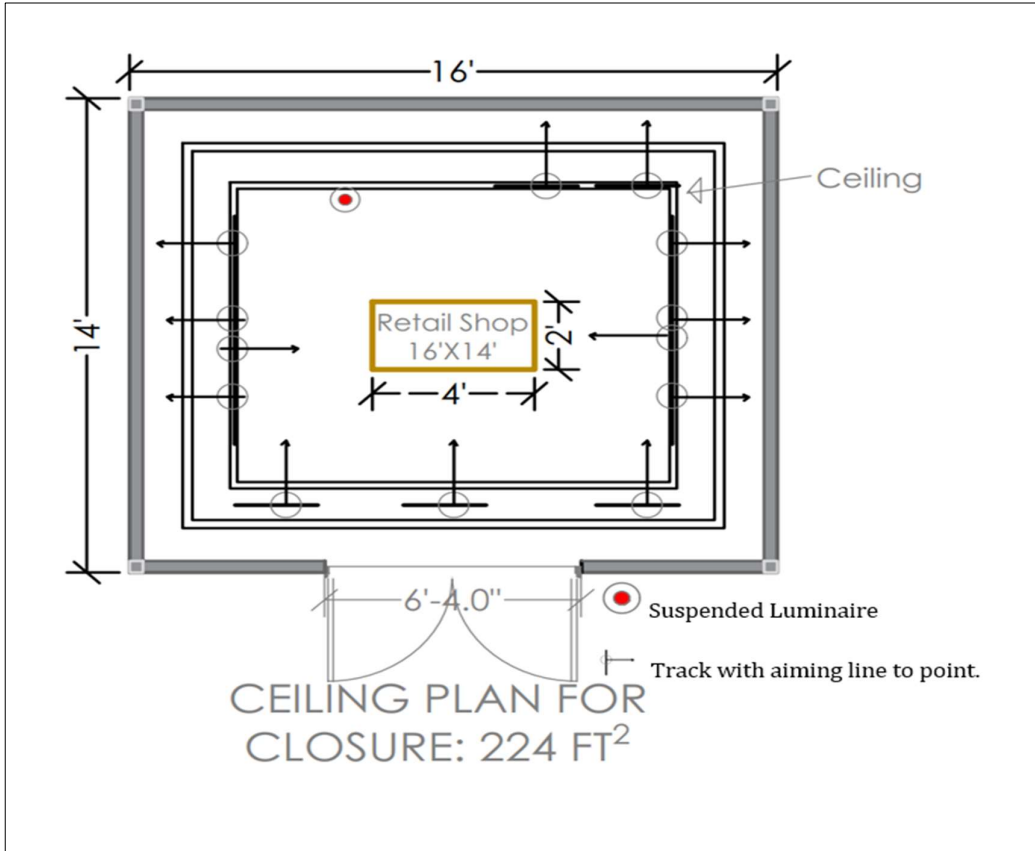 16'
Ceiling
14'
Retail Shop
16'X14'
2'
4'
6'-4.0"
Suspended Luminaire
Track with aiming line to point.
CEILING PLAN FOR
CLOSURE: 224 FT²